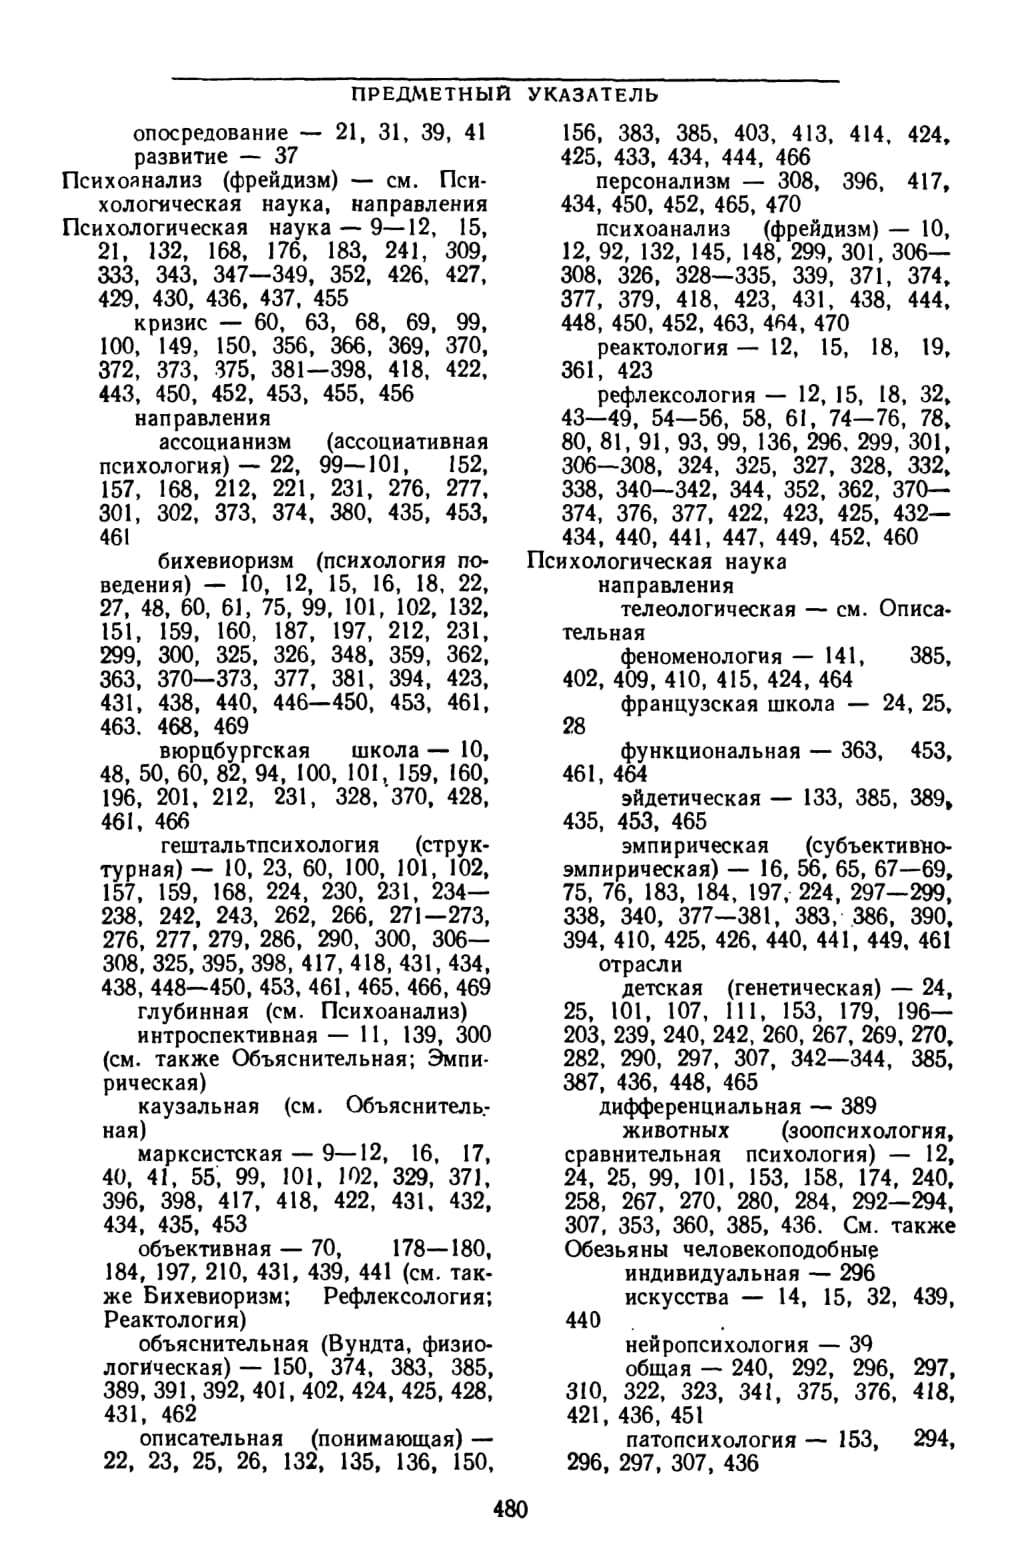 ПРЕДМЕТНЫЙ УКАЗАТЕЛЬ
опосредование — 21, 31, 39, 41
развитие — 37
Психоанализ (фрейдизм) — см. Пси-
хологическая наука, направления
Психологическая наука — 9—12, 15,
21, 132, 168, 176, 183, 241, 309,
333, 343, 347—349, 352, 426, 427,
429, 430, 436, 437, 455
кризис — 60, 63, 68, 69, 99,
100, 149, 150, 356, 366, 369, 370,
372, 373, 375, 381—398, 418, 422,
443, 450, 452, 453, 455, 456
направления
ассоцианизм (ассоциативная
психология) — 22, 99—101, 152,
157, 168, 212, 221, 231, 276, 277,
301, 302, 373, 374, 380, 435, 453,
461
бихевиоризм (психология по-
ведения) — 10, 12, 15, 16, 18, 22,
27, 48, 60, 61, 75, 99, 101, 102, 132,
151, 159, 160, 187, 197, 212, 231,
299, 300, 325, 326, 348, 359, 362,
363, 370—373, 377, 381, 394, 423,
431, 438, 440, 446—450, 453, 461,
463. 468, 469
вюрцбургская школа — 10,
48, 50, 60, 82, 94, 100, 101, 159, 160,
196, 201, 212, 231, 328, 370, 428,
461, 466
гештальтпсихология (струк-
турная) — 10, 23, 60, 100, 101, 102,
157, 159, 168, 224, 230, 231, 234—
238, 242, 243, 262, 266, 271—273,
276, 277, 279, 286, 290, 300, 306—
308, 325, 395, 398, 417, 418, 431, 434,
438, 448—450, 453, 461, 465, 466, 469
глубинная (см. Психоанализ)
интроспективная — 11, 139, 300
(см. также Объяснительная; Эмпи-
рическая)
каузальная (см. Объяснитель-
ная)
марксистская — 9—12, 16, 17,
40, 41, 55, 99, 101, 102, 329, 371,
396, 398, 417, 418, 422, 431, 432,
434, 435, 453
объективная — 70, 178—180,
184, 197, 210, 431, 439, 441 (см. так-
же Бихевиоризм; Рефлексология;
Реактология)
объяснительная (Вундта, физио-
логическая) — 150, 374, 383, 385,
389, 391, 392, 401, 402, 424, 425, 428,
431, 462
описательная (понимающая) —
22, 23, 25, 26, 132, 135, 136, 150,
156, 383, 385, 403, 413, 414, 424,
425, 433, 434, 444, 466
персонализм — 308, 396, 417,
434, 450, 452, 465, 470
психоанализ (фрейдизм) — 10,
12, 92, 132, 145, 148, 299, 301, 306—
308, 326, 328—335, 339, 371, 374,
377, 379, 418, 423, 431, 438, 444,
448, 450, 452, 463, 464, 470
реактология — 12, 15, 18, 19,
361, 423
рефлексология — 12, 15, 18, 32,
43—49, 54—56, 58, 61, 74—76, 78,
80, 81, 91, 93, 99, 136, 296, 299, 301,
306—308, 324, 325, 327, 328, 332,
338, 340—342, 344, 352, 362, 370—
374, 376, 377, 422, 423, 425, 432—
434, 440, 441, 447, 449, 452, 460
Психологическая наука
направления
телеологическая — см. Описа-
тельная
феноменология — 141, 385,
402, 409, 410, 415, 424, 464
французская школа — 24, 25,
28
функциональная — 363, 453,
461, 464
эйдетическая — 133, 385, 389,
435, 453, 465
эмпирическая (субъективно-
эмпирическая) — 16, 56, 65, 67—69,
75, 76, 183, 184, 197, 224, 297—299,
338, 340, 377—381, 383, 386, 390,
394, 410, 425, 426, 440, 441, 449, 461
отрасли
детская (генетическая) — 24,
25, 101, 107, 111, 153, 179, 196—
203, 239, 240, 242, 260, 267, 269, 270,
282, 290, 297, 307, 342—344, 385,
387, 436, 448, 465
дифференциальная — 389
животных (зоопсихология,
сравнительная психология) — 12,
24, 25, 99, 101, 153, 158, 174, 240,
258, 267, 270, 280, 284, 292—294,
307, 353, 360, 385, 436. См. также
Обезьяны человекоподобные
индивидуальная — 296
искусства — 14, 15, 32, 439,
440
нейропсихология — 39
общая — 240, 292, 296, 297,
310, 322, 323, 341, 375, 376, 418,
421, 436, 451
патопсихология — 153, 294,
296, 297, 307, 436
480